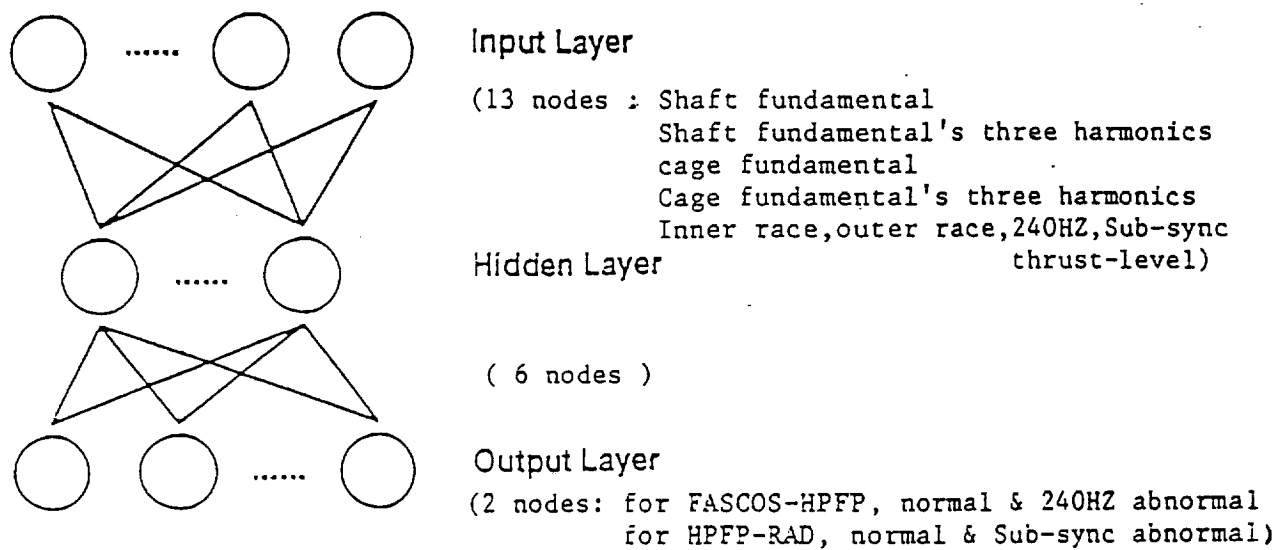 Input Layer
(13 nodes : Shaft fundamental
Shaft fundamental's three harmonics
cage fundamental
Cage fundamental's three harmonics
Inner race,outer race,240HZ,Sub-sync
thrust-level)
Hidden Layer
( 6 nodes )
Output Layer
(2 nodes: for FASCOS-HPFP, normal & 240HZ abnormal
for HPFP-RAD, normal & Sub-sync abnormal)